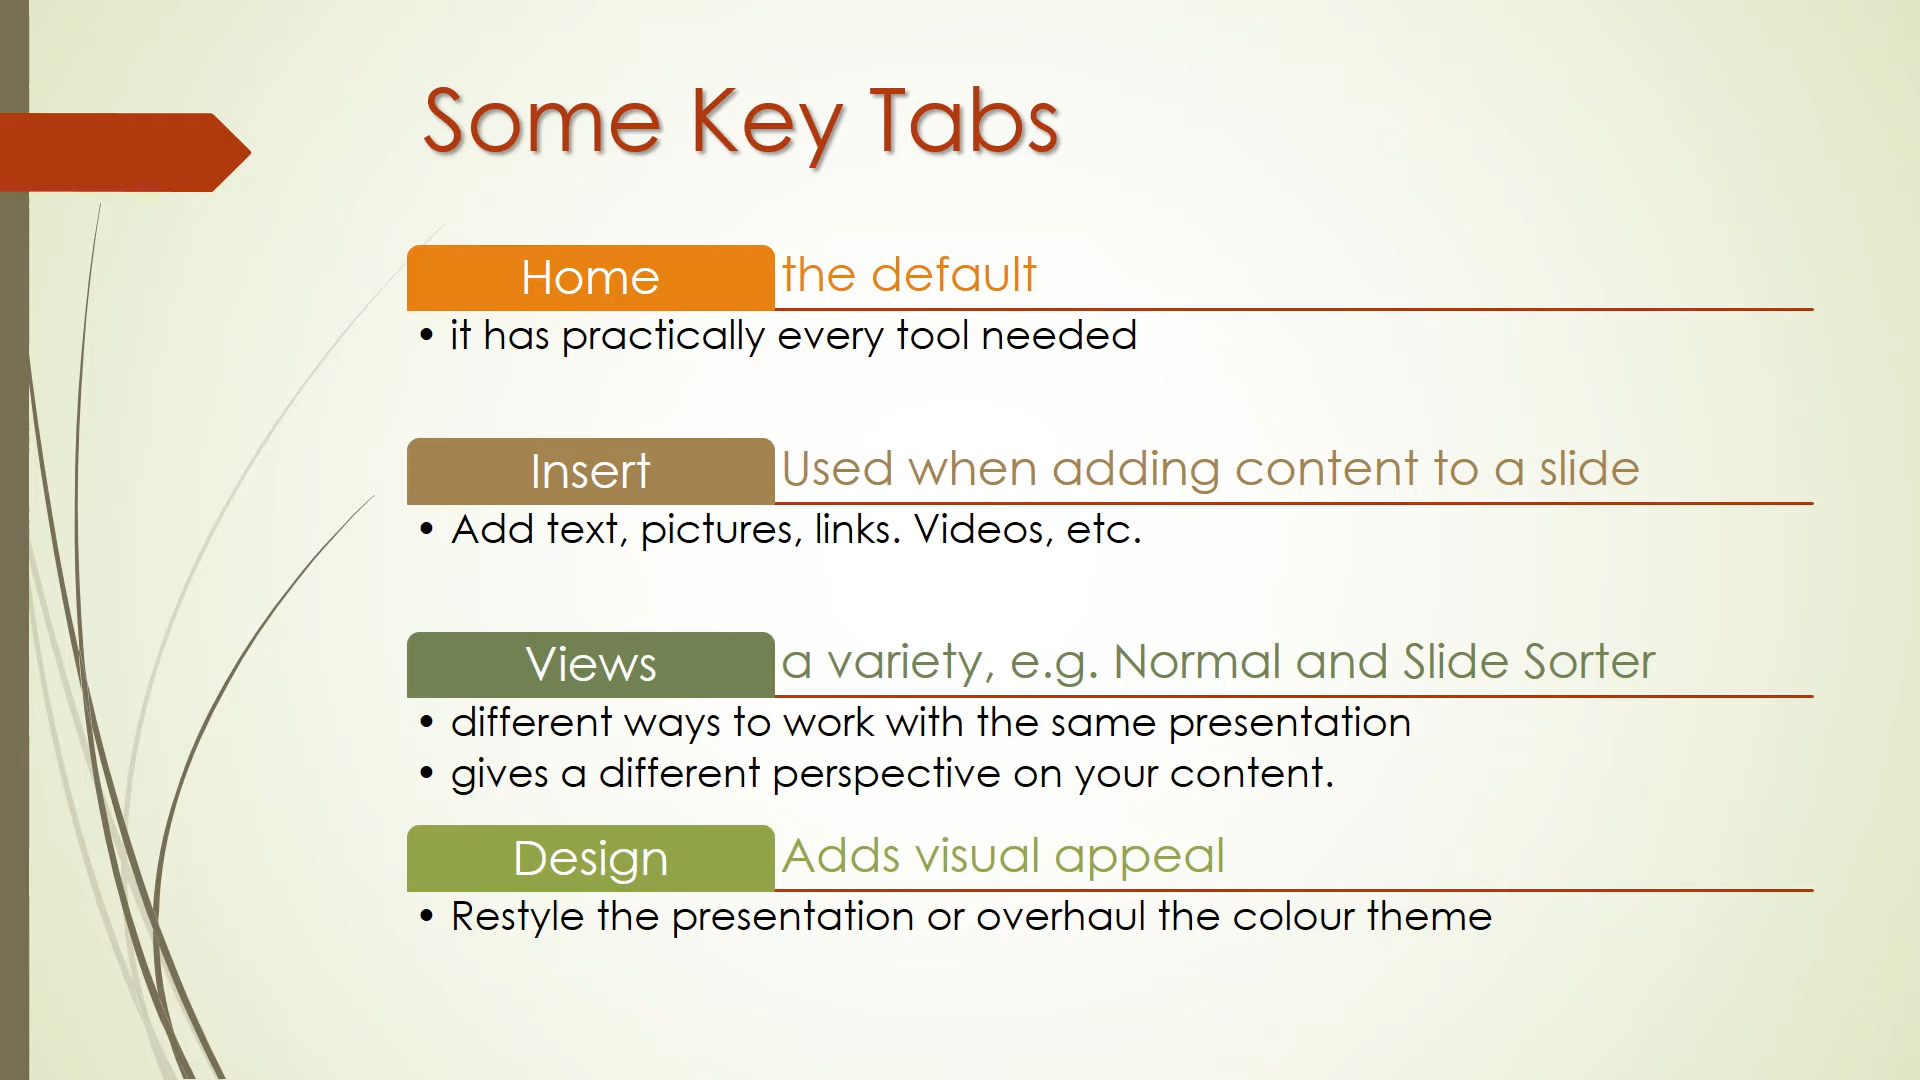 Some Key Tabs
Home the default
• it has practically every tool needed
Insert Used when adding content to a slide
• Add text, pictures, links. Videos, etc.
Views a variety, e.g. Normal and Slide Sorter
• different ways to work with the same presentation
• gives a different perspective on your content.
Design Adds visual appeal
• Restyle the presentation or overhaul the colour theme